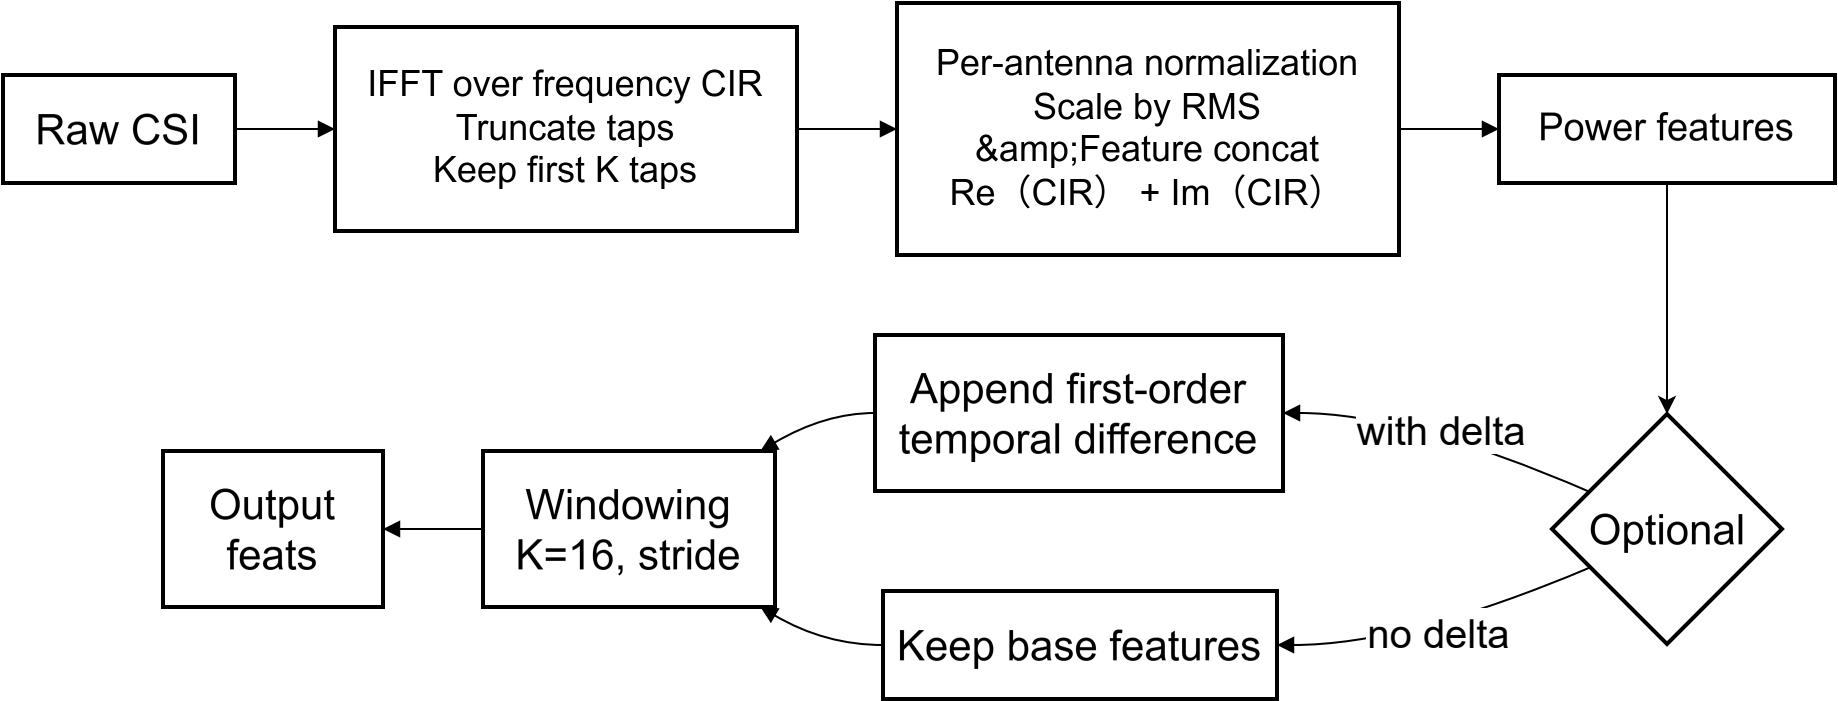 Raw CSI
IFFT over frequency CIR
Truncate taps
Keep first K taps
Per-antenna normalization
Scale by RMS
&amp;Feature concat
Re（CIR） + Im（CIR）
Power features
Optional
with delta
no delta
Append first-order
temporal difference
Keep base features
Windowing
K=16, stride
Output
feats